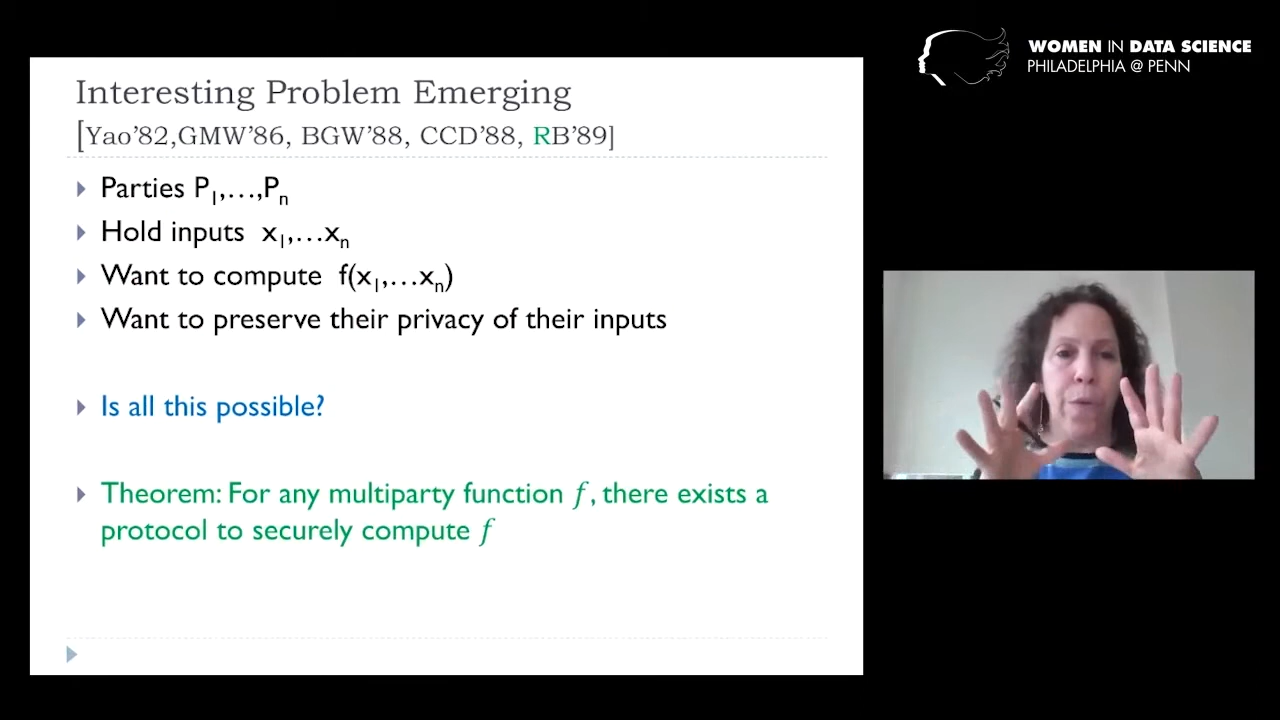 Interesting Problem Emerging
[Yao’82,GMW’86, BGW’88, CCD’88, RB’89]
Parties P1,…,Pn
Hold inputs x1,…xn
Want to compute f(x1,…xn)
Want to preserve their privacy of their inputs
Is all this possible?
Theorem: For any multiparty function f, there exists a
protocol to securely compute f
WOMEN IN DATA SCIENCE
PHILADELPHIA @ PENN